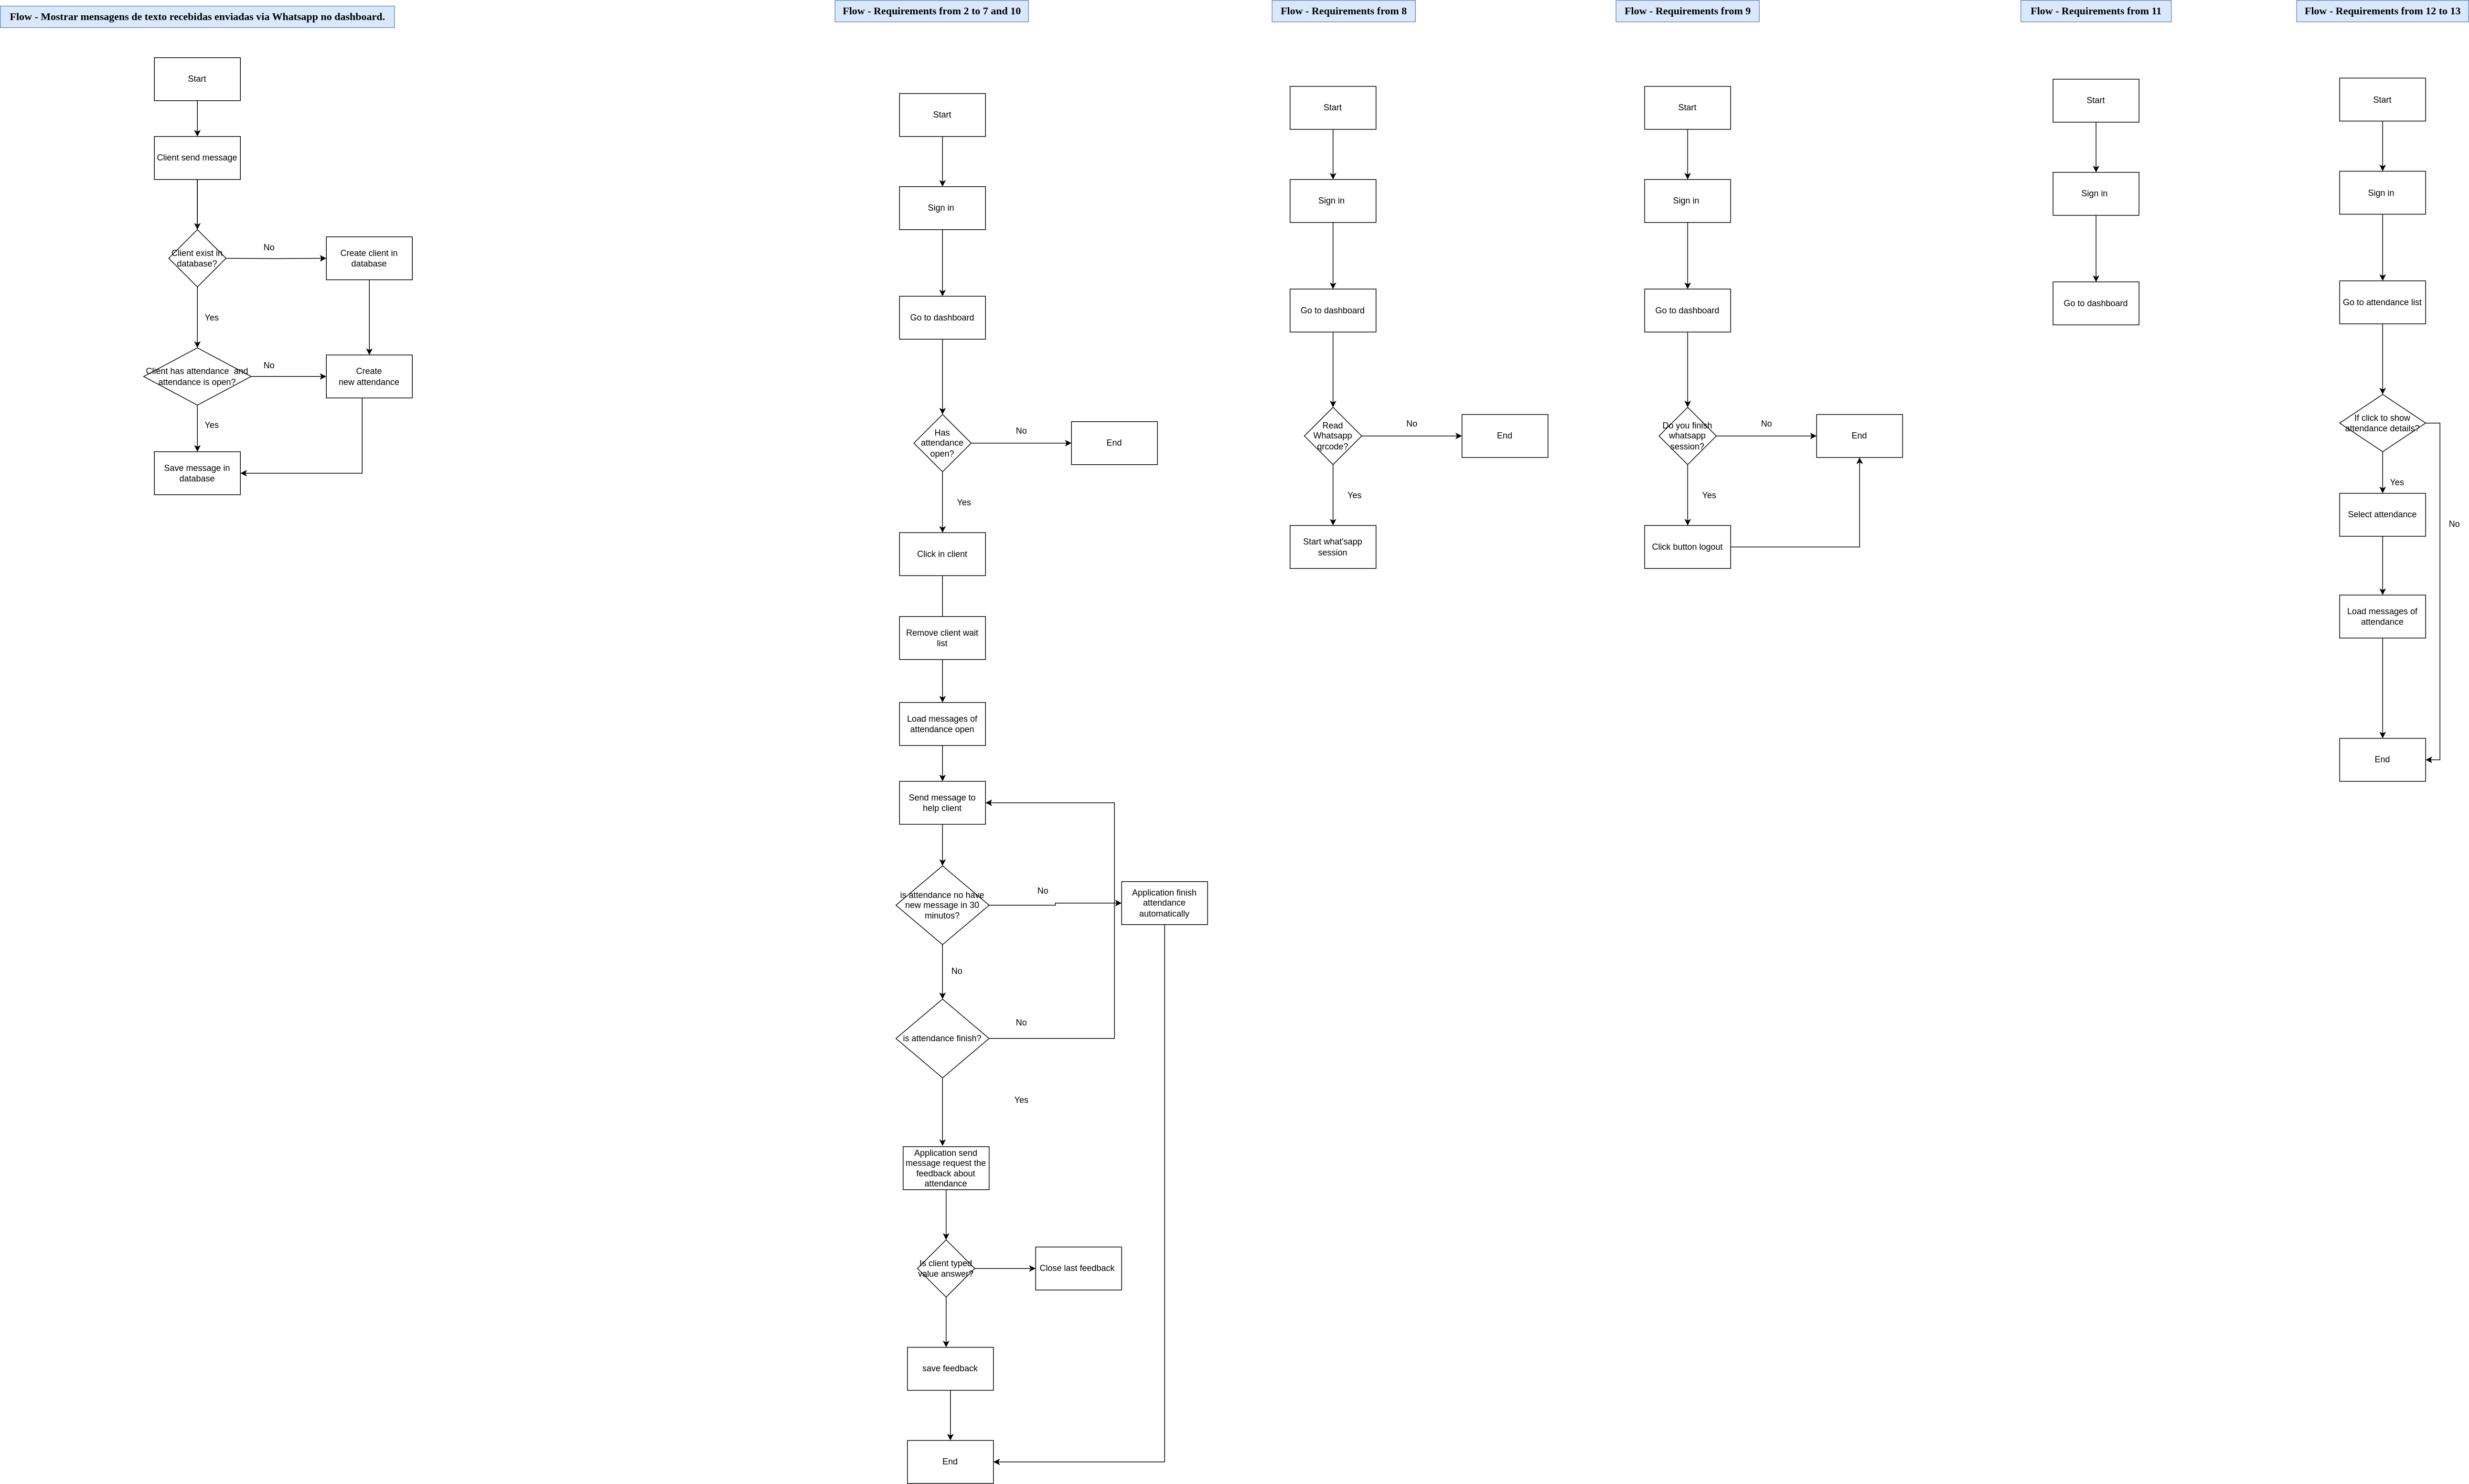 Flow - Mostrar mensagens de texto recebidas enviadas via Whatsapp no dashboard.
Start
Client send message
Client exist in
database?
No
Create client in
database
Yes
Client has attendance  and
attendance is open?
No
Create
new attendance
Yes
Save message in
database
Flow - Requirements from 2 to 7 and 10
Start
Sign in
Go to dashboard
Has
attendance
open?
No
End
Yes
Click in client
Remove client wait
list
Load messages of
attendance open
Send message to
help client
is attendance no have
new message in 30
minutos?
No
Application finish
attendance
automatically
No
is attendance finish?
No
Yes
Application send
message request the
feedback about
attendance
Is client typed
value answer?
Close last feedback
save feedback
End
Flow - Requirements from 8
Start
Sign in
Go to dashboard
Read
Whatsapp
qrcode?
No
End
Yes
Start what'sapp
session
Flow - Requirements from 9
Start
Sign in
Go to dashboard
Do you finish
whatsapp
session?
No
End
Yes
Click button logout
Flow - Requirements from 11
Start
Sign in
Go to dashboard
Flow - Requirements from 12 to 13
Start
Sign in
Go to attendance list
If click to show
attendance details?
Yes
No
Select attendance
Load messages of
attendance
End